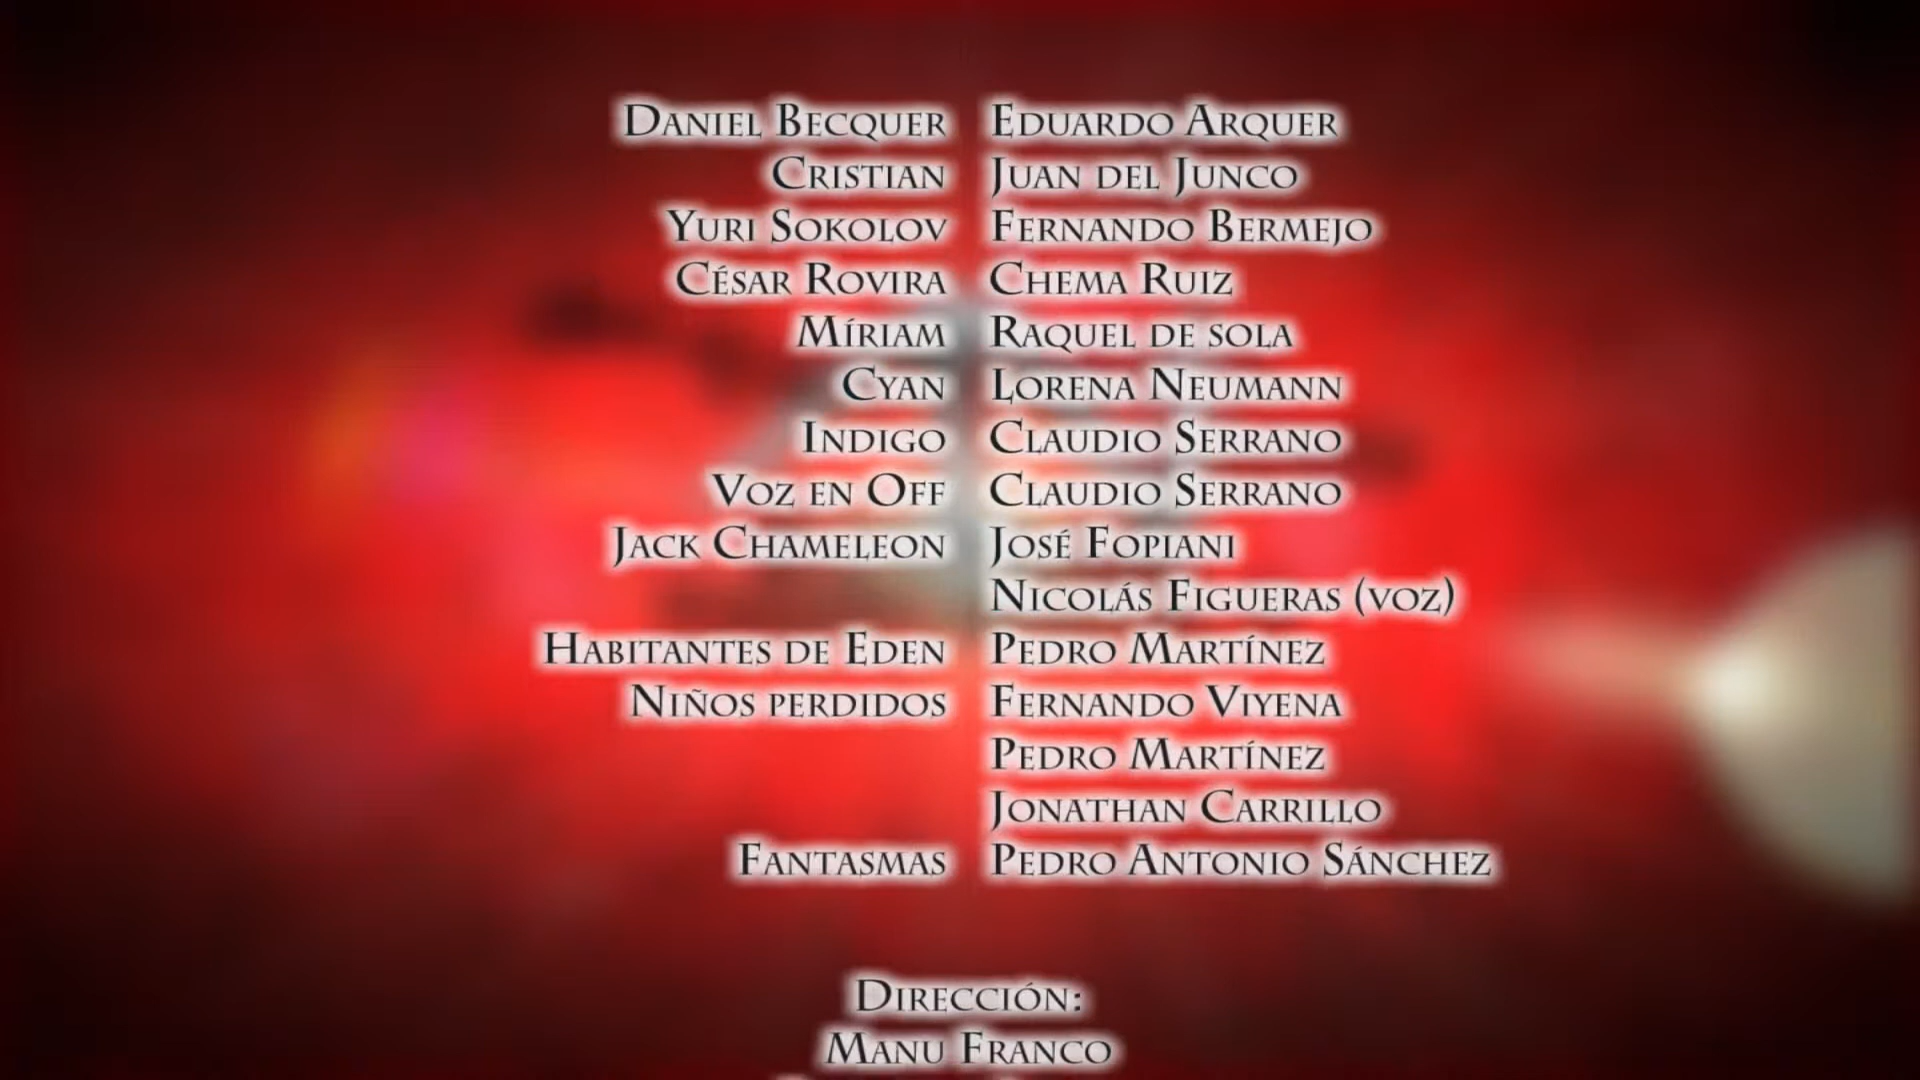 Daniel Becquer Eduardo Arquer
Cristian Juan del Junco
Yuri Sokolov Fernando Bermejo
César Rovira Chema Ruiz
Míriam Raquel de sola
Cyan Lorena Neumann
Indigo Claudio Serrano
Voz en Off Claudio Serrano
Jack Chameleon José Fopiani
Nicolás Figueras (voz)
Habitantes de Eden Pedro Martínez
Niños perdidos Fernando Viyena
Pedro Martínez
Jonathan Carrillo
Fantasmas Pedro Antonio Sánchez
Dirección:
Manu Franco